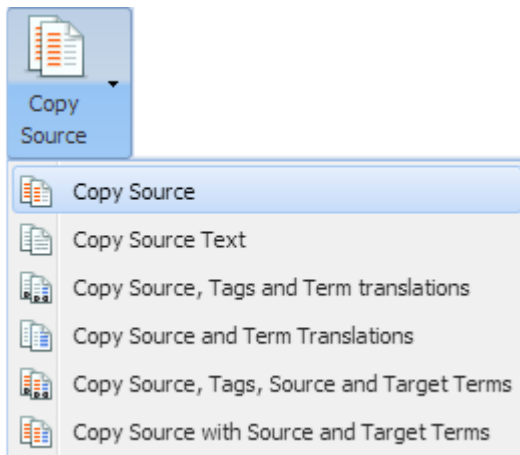 Copy
Source
Copy Source
Copy Source Text
Copy Source, Tags and Term translations
Copy Source and Term Translations
Copy Source, Tags, Source and Target Terms
Copy Source with Source and Target Terms